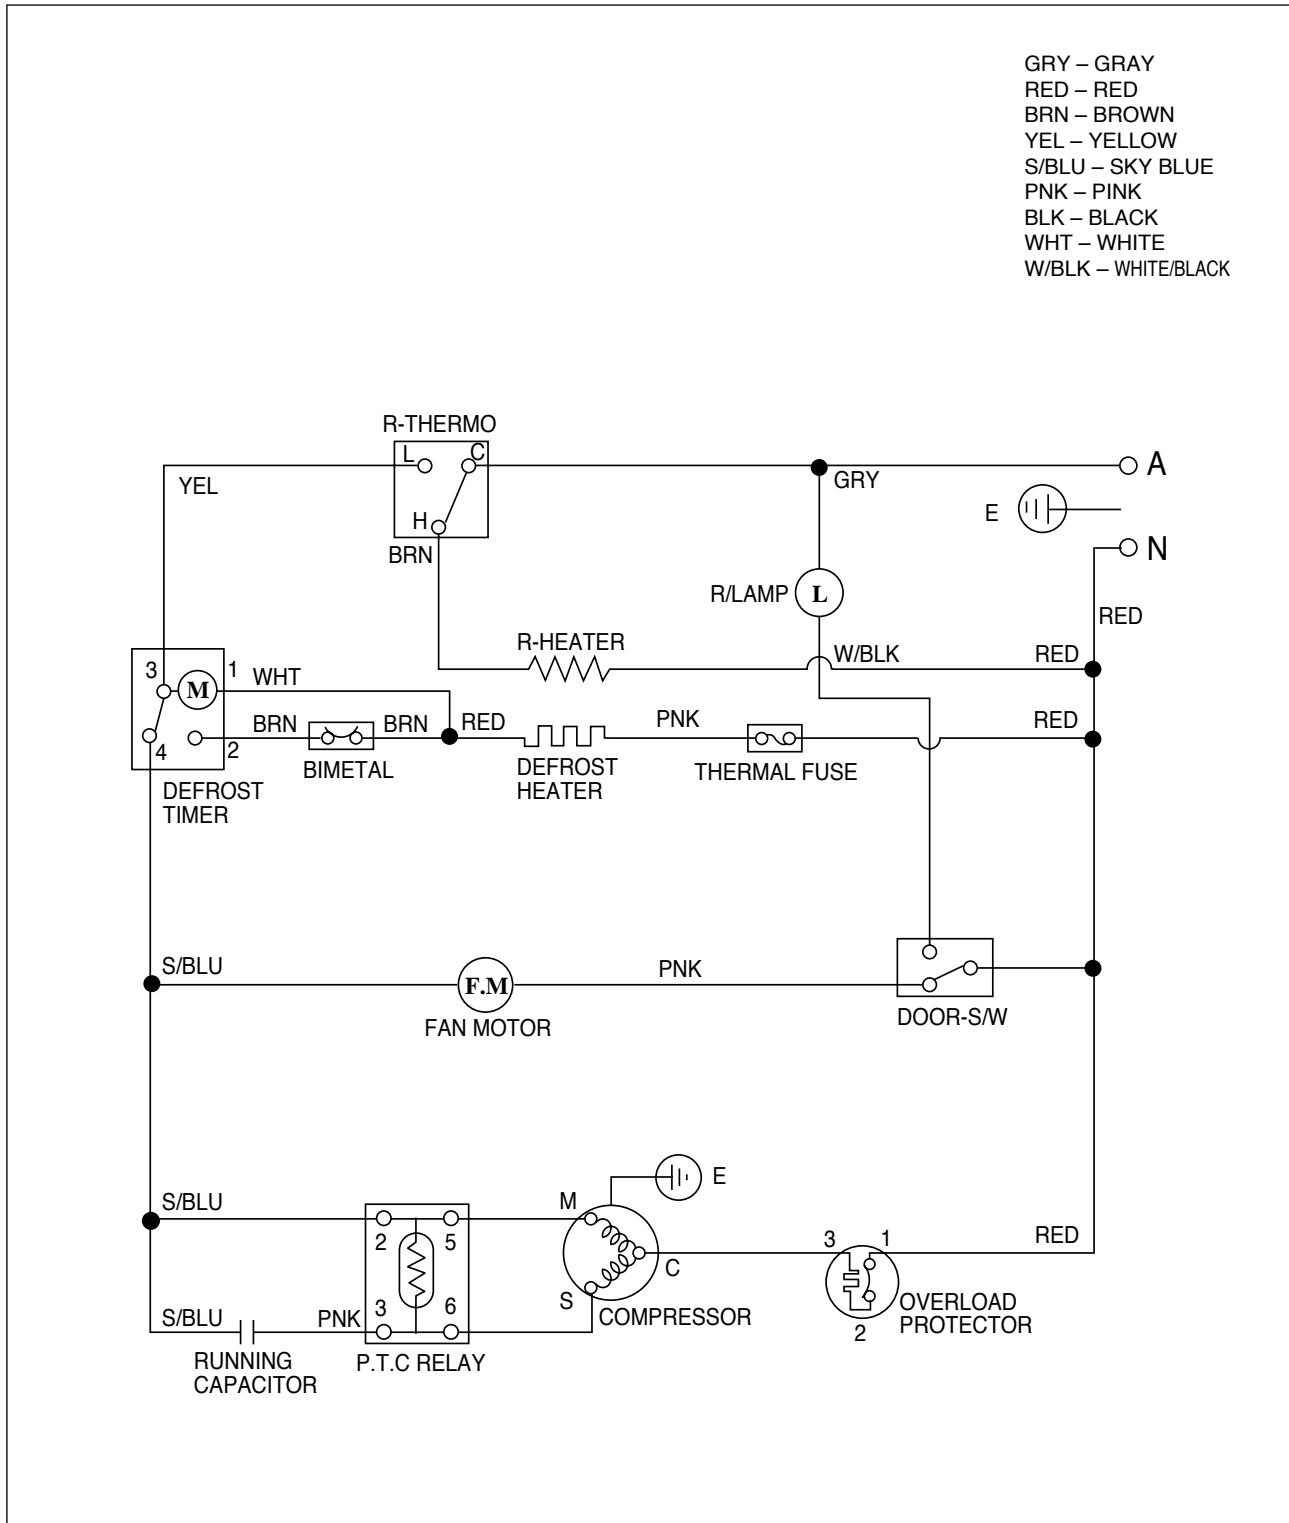 GRY – GRAY
RED – RED
BRN – BROWN
YEL – YELLOW
S/BLU – SKY BLUE
PNK – PINK
BLK – BLACK
WHT – WHITE
W/BLK – WHITE/BLACK
R-THERMO
L C
YEL
GRY
A
H
E
BRN
N
R/LAMP L
RED
R-HEATER
W/BLK
RED
3 M 1
WHT
BRN
BRN
RED
PNK
RED
4 2
BIMETAL
DEFROST
HEATER
THERMAL FUSE
DEFROST
TIMER
S/BLU
F.M
PNK
FAN MOTOR
DOOR-S/W
E
S/BLU
M
2 5
C
3 1
RED
S/BLU
PNK
3 6
S
COMPRESSOR
OVERLOAD
PROTECTOR
2
RUNNING
CAPACITOR
P.T.C RELAY